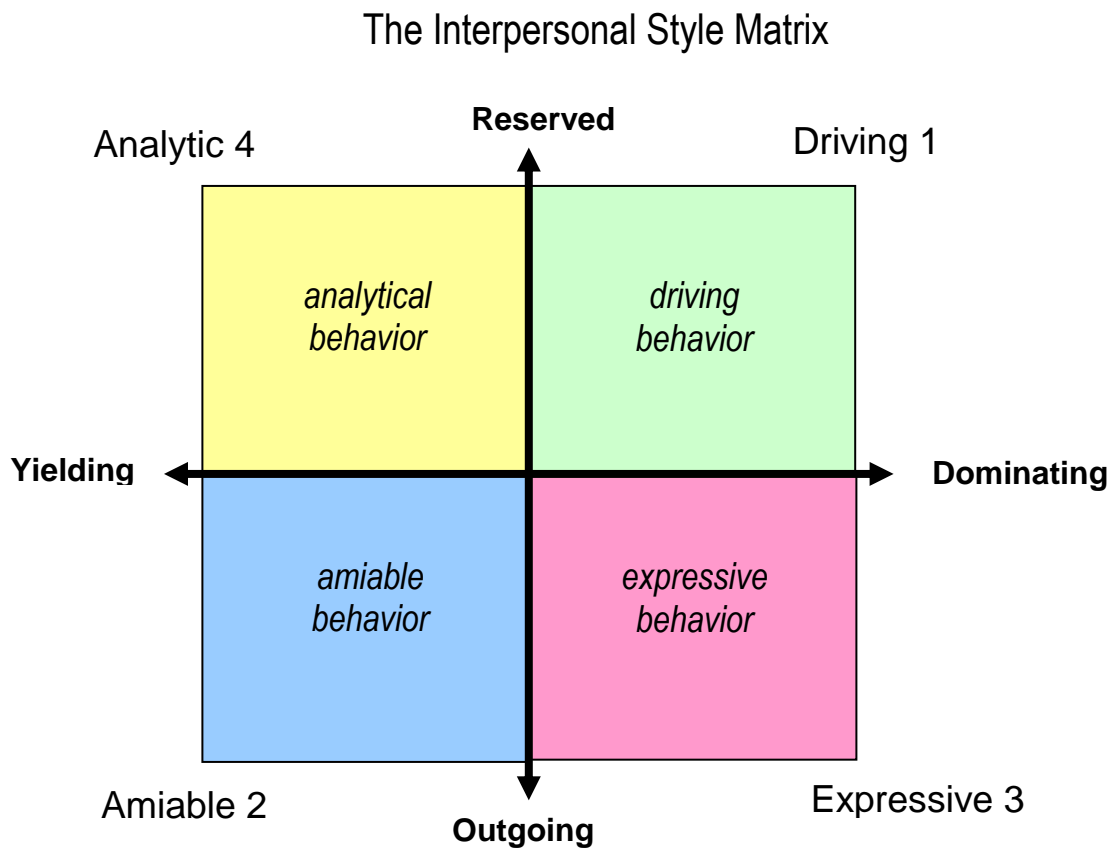 The Interpersonal Style Matrix
Reserved
Analytic 4
Driving 1
analytical
behavior
driving
behavior
Yielding
Dominating
amiable
behavior
expressive
behavior
Amiable 2
Expressive 3
Outgoing